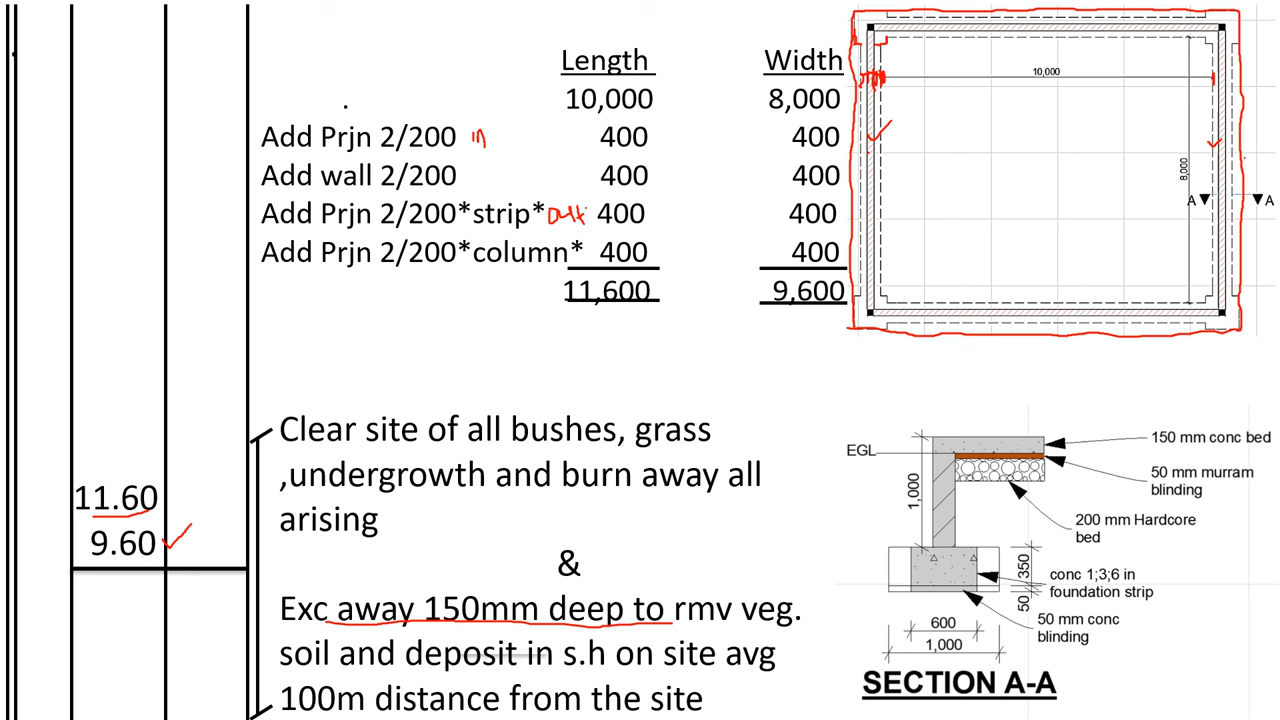 Length Width
10,000 8,000
Add Prjn 2/200 in 400 400
Add wall 2/200 400 400
Add Prjn 2/200*strip* out 400 400
Add Prjn 2/200*column* 400 400
11,600 9,600
10,000
8,000
A A
11.60
9.60
Clear site of all bushes, grass
,undergrowth and burn away all
arising
&
Exc away 150mm deep to rmv veg.
soil and deposit in s.h on site avg
100m distance from the site
EGL
1,000
150 mm conc bed
50 mm murram
blinding
200 mm Hardcore
bed
350
50
conc 1;3;6 in
foundation strip
50 mm conc
blinding
600
1,000
SECTION A-A